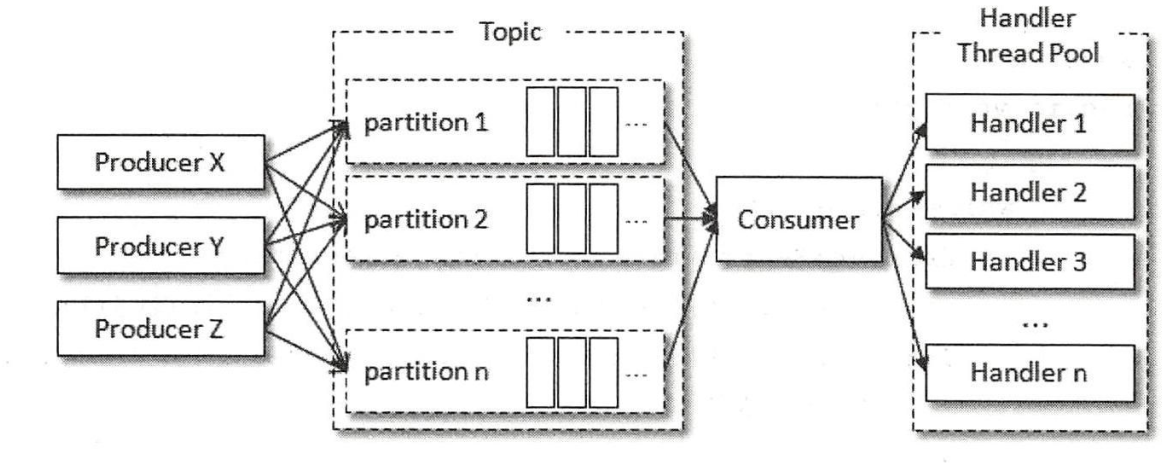 Topic
Handler
Thread Pool
partition 1
...
Handler 1
Producer X
Handler 2
partition 2
...
Consumer
Producer Y
Handler 3
...
...
Producer Z
partition n
...
Handler n